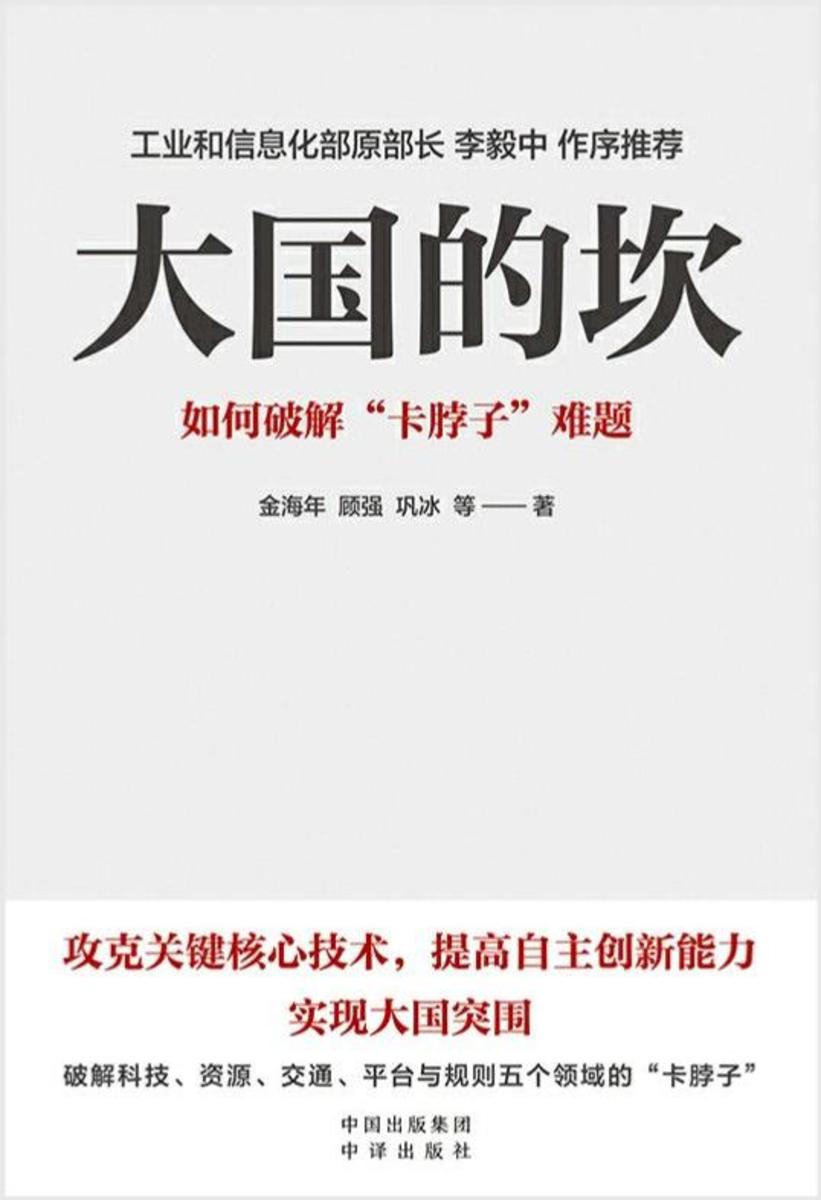 工业和信息化部原部长 李毅中 作序推荐
大国的坎
如何破解“卡脖子”难题
金海年 顾强 巩冰 等——著
攻克关键核心技术，提高自主创新能力
实现大国突围
破解科技、资源、交通、平台与规则五个领域的“卡脖子”
中国出版集团
中译出版社